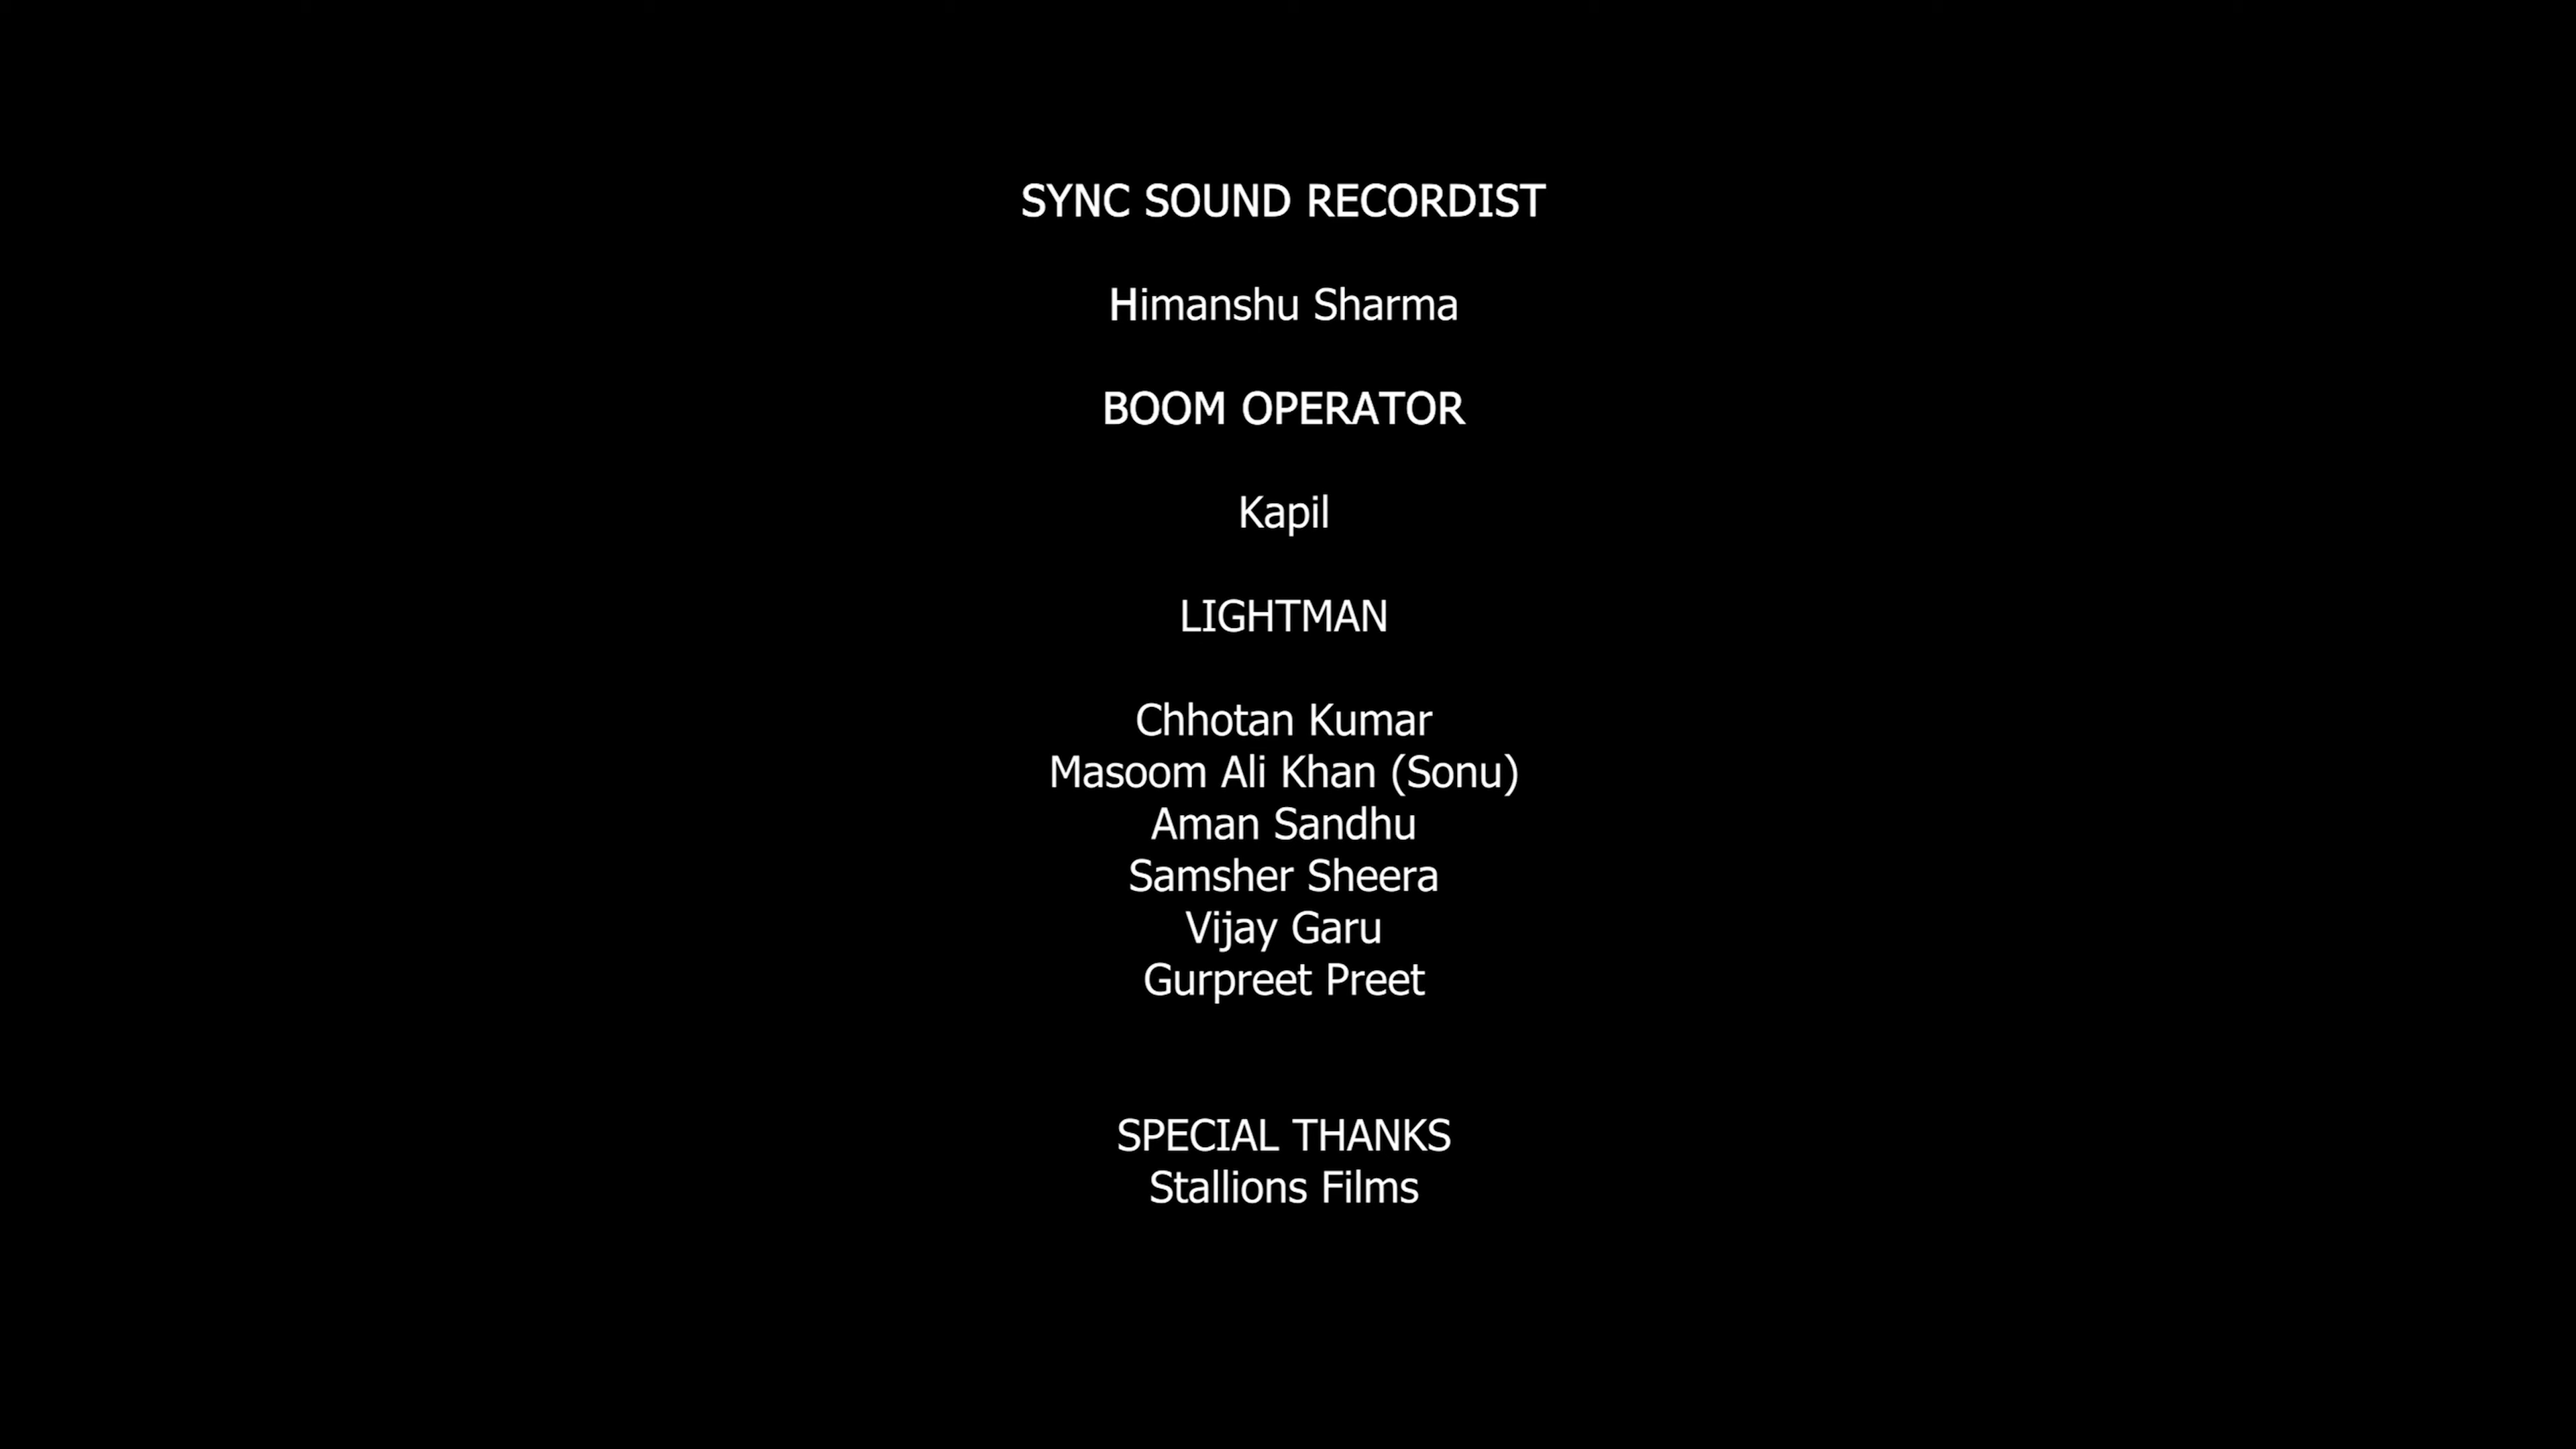 SYNC SOUND RECORDIST
Himanshu Sharma
BOOM OPERATOR
Kapil
LIGHTMAN
Chhotan Kumar
Masoom Ali Khan (Sonu)
Aman Sandhu
Samsher Sheera
Vijay Garu
Gurpreet Preet
SPECIAL THANKS
Stallions Films